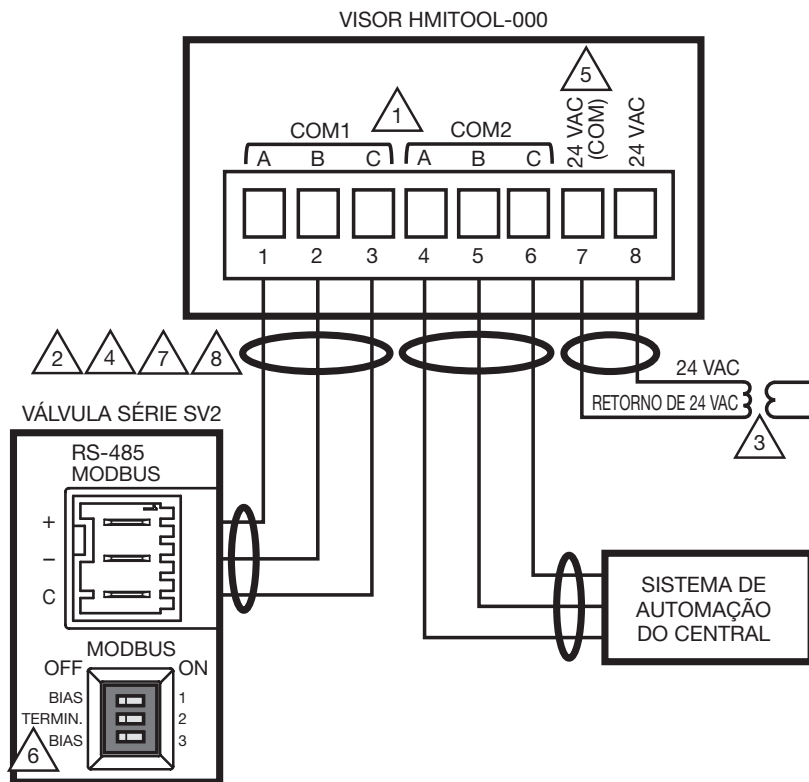 VISOR HMITOOL-000
1
5
COM1
COM2
24 VAC
(COM)
24 VAC
A B C A B C
1 2 3 4 5 6 7 8
2 4 7 8
24 VAC
RETORNO DE 24 VAC
3
VÁLVULA SÉRIE SV2
RS-485
MODBUS
+
–
C
SISTEMA DE
AUTOMAÇÃO
DO CENTRAL
MODBUS
OFF ON
BIAS 1
TERMIN. 2
BIAS 3
6